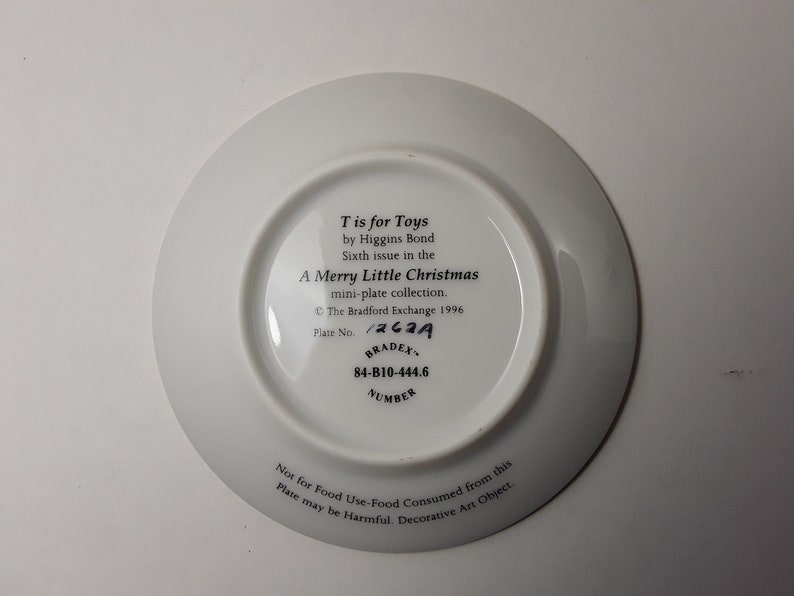 T is for Toys
by Higgins Bond
Sixth issue in the
A Merry Little Christmas
mini-plate collection.
© The Bradford Exchange 1996
Plate No. 1262A
BRADEX™
84-B10-444.6
NUMBER
Not for Food Use-Food Consumed from this
Plate may be Harmful. Decorative Art Object.